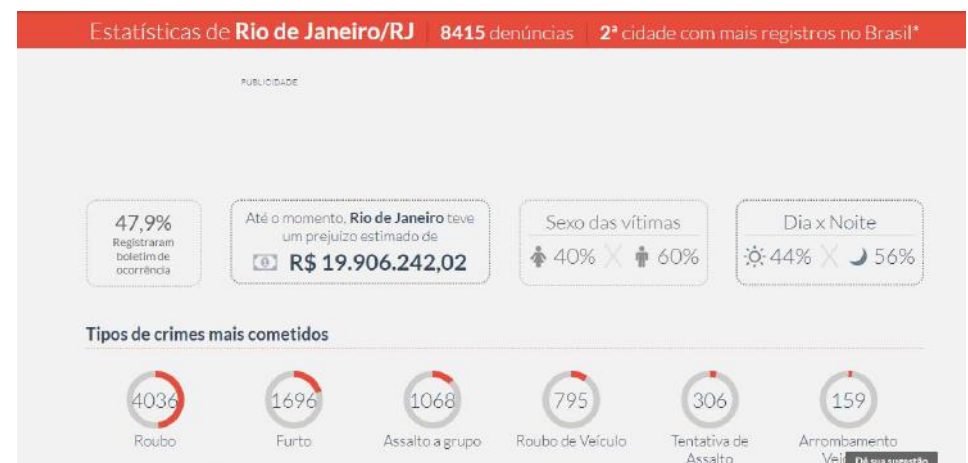 Estatísticas de Rio de Janeiro/RJ 8415 denúncias 2ª cidade com mais registros no Brasil*
PUBLICIDADE
47,9%
Registraram
boletim de
ocorrência
Até o momento, Rio de Janeiro teve
um prejuízo estimado de
R$ 19.906.242,02
Sexo das vítimas
40% X 60%
Dia x Noite
44% X 56%
Tipos de crimes mais cometidos
4036
Roubo
1696
Furto
1068
Assalto a grupo
795
Roubo de Veículo
306
Tentativa de
Assalto
159
Arrombamento
Dê sua sugestão